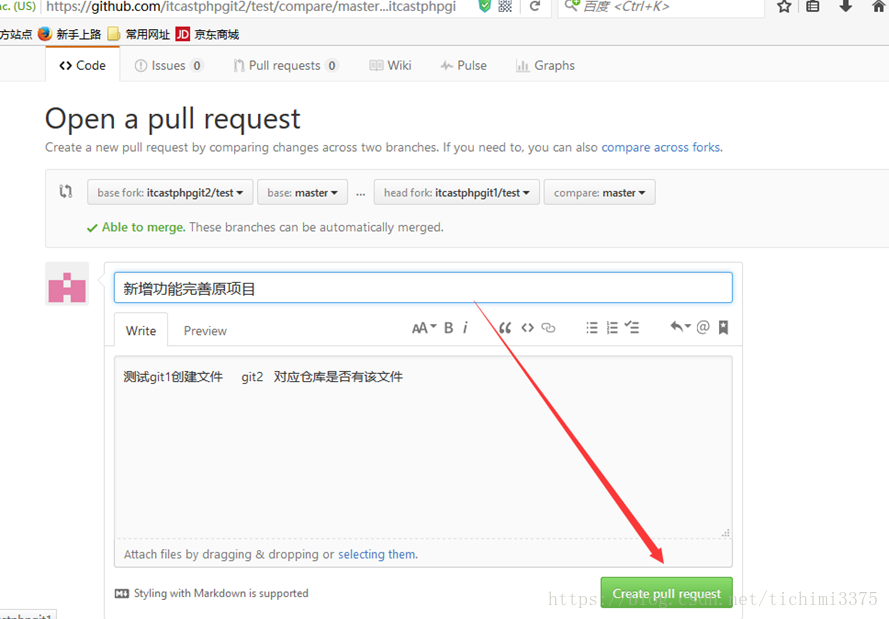 nc. (US) https://github.com/itcastphpgit2/test/compare/master...itcastphpgi 百度 <Ctrl+K>
方站点 新手上路 常用网址 JD 京东商城
Code Issues 0 Pull requests 0 Wiki Pulse Graphs
Open a pull request
Create a new pull request by comparing changes across two branches. If you need to, you can also compare across forks.
base fork: itcastphpgit2/test base: master ... head fork: itcastphpgit1/test compare: master
Able to merge. These branches can be automatically merged.
新增功能完善原项目
Write Preview AA B i
测试git1创建文件 git2 对应仓库是否有该文件
Attach files by dragging & dropping or selecting them.
Styling with Markdown is supported Create pull request
https://blog.csdn.net/tichimi3375